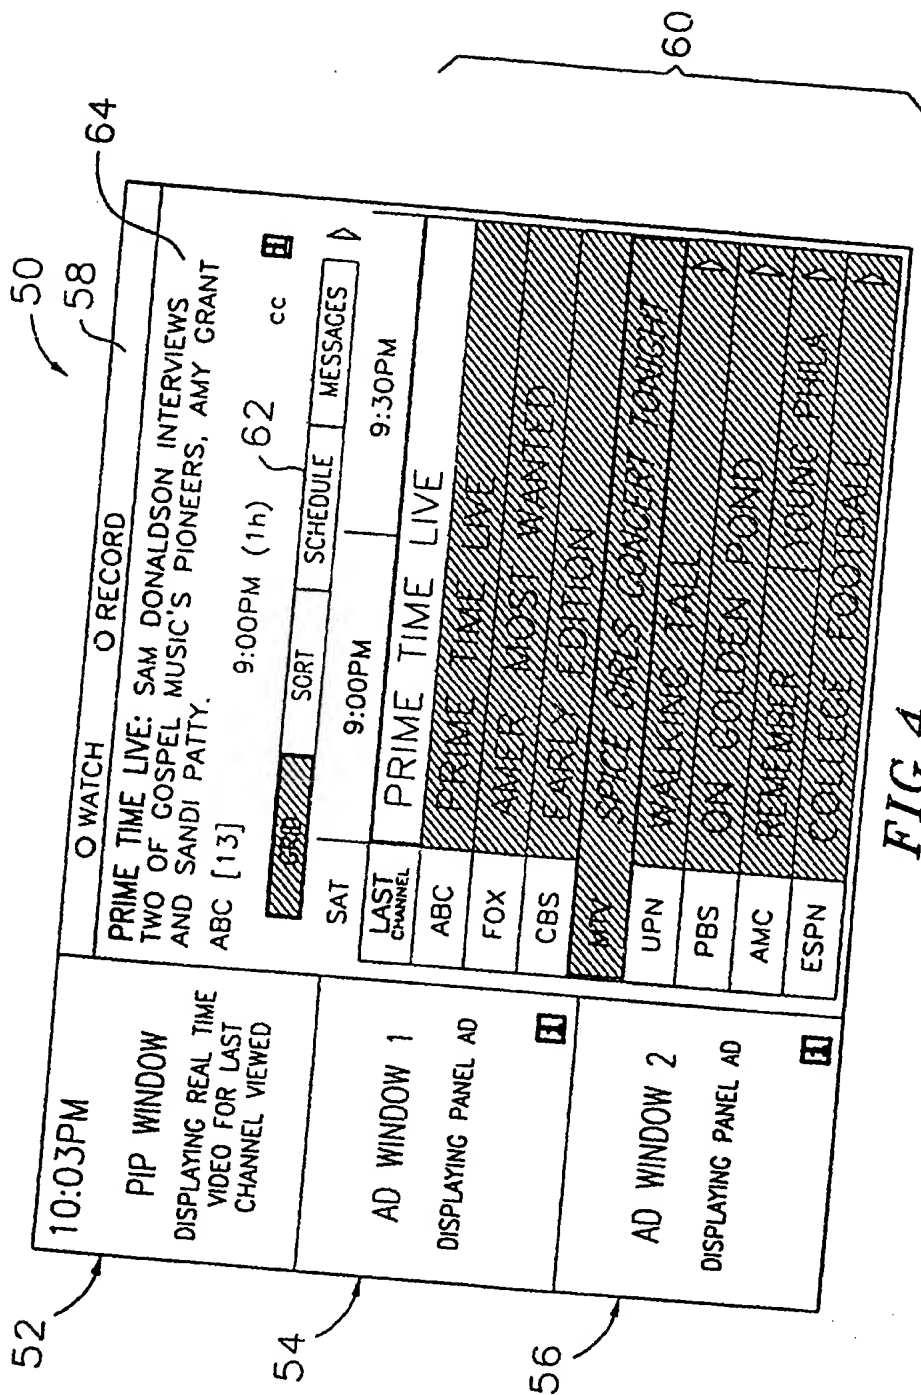 50
58
64
52
54
56
60
62
10:03PM
PIP WINDOW
DISPLAYING REAL TIME
VIDEO FOR LAST
CHANNEL VIEWED
AD WINDOW 1
DISPLAYING PANEL AD
i
AD WINDOW 2
DISPLAYING PANEL AD
i
WATCH RECORD
PRIME TIME LIVE: SAM DONALDSON INTERVIEWS
TWO OF GOSPEL MUSIC'S PIONEERS, AMY GRANT
AND SANDI PATTY.
ABC [13] 9:00PM (1h) cc i
GRID SORT SCHEDULE MESSAGES
SAT 9:00PM 9:30PM
LAST CHANNEL PRIME TIME LIVE
ABC PRIME TIME LIVE
FOX AMER. MOST WANTED
CBS EARLY EDITION
MTV SPICE GIRLS CONCERT TONIGHT
UPN WALKING TALL
PBS ON GOLDEN POND
AMC REMEMBER YOUNG PHILA
ESPN COLLEGE FOOTBALL
FIG.4